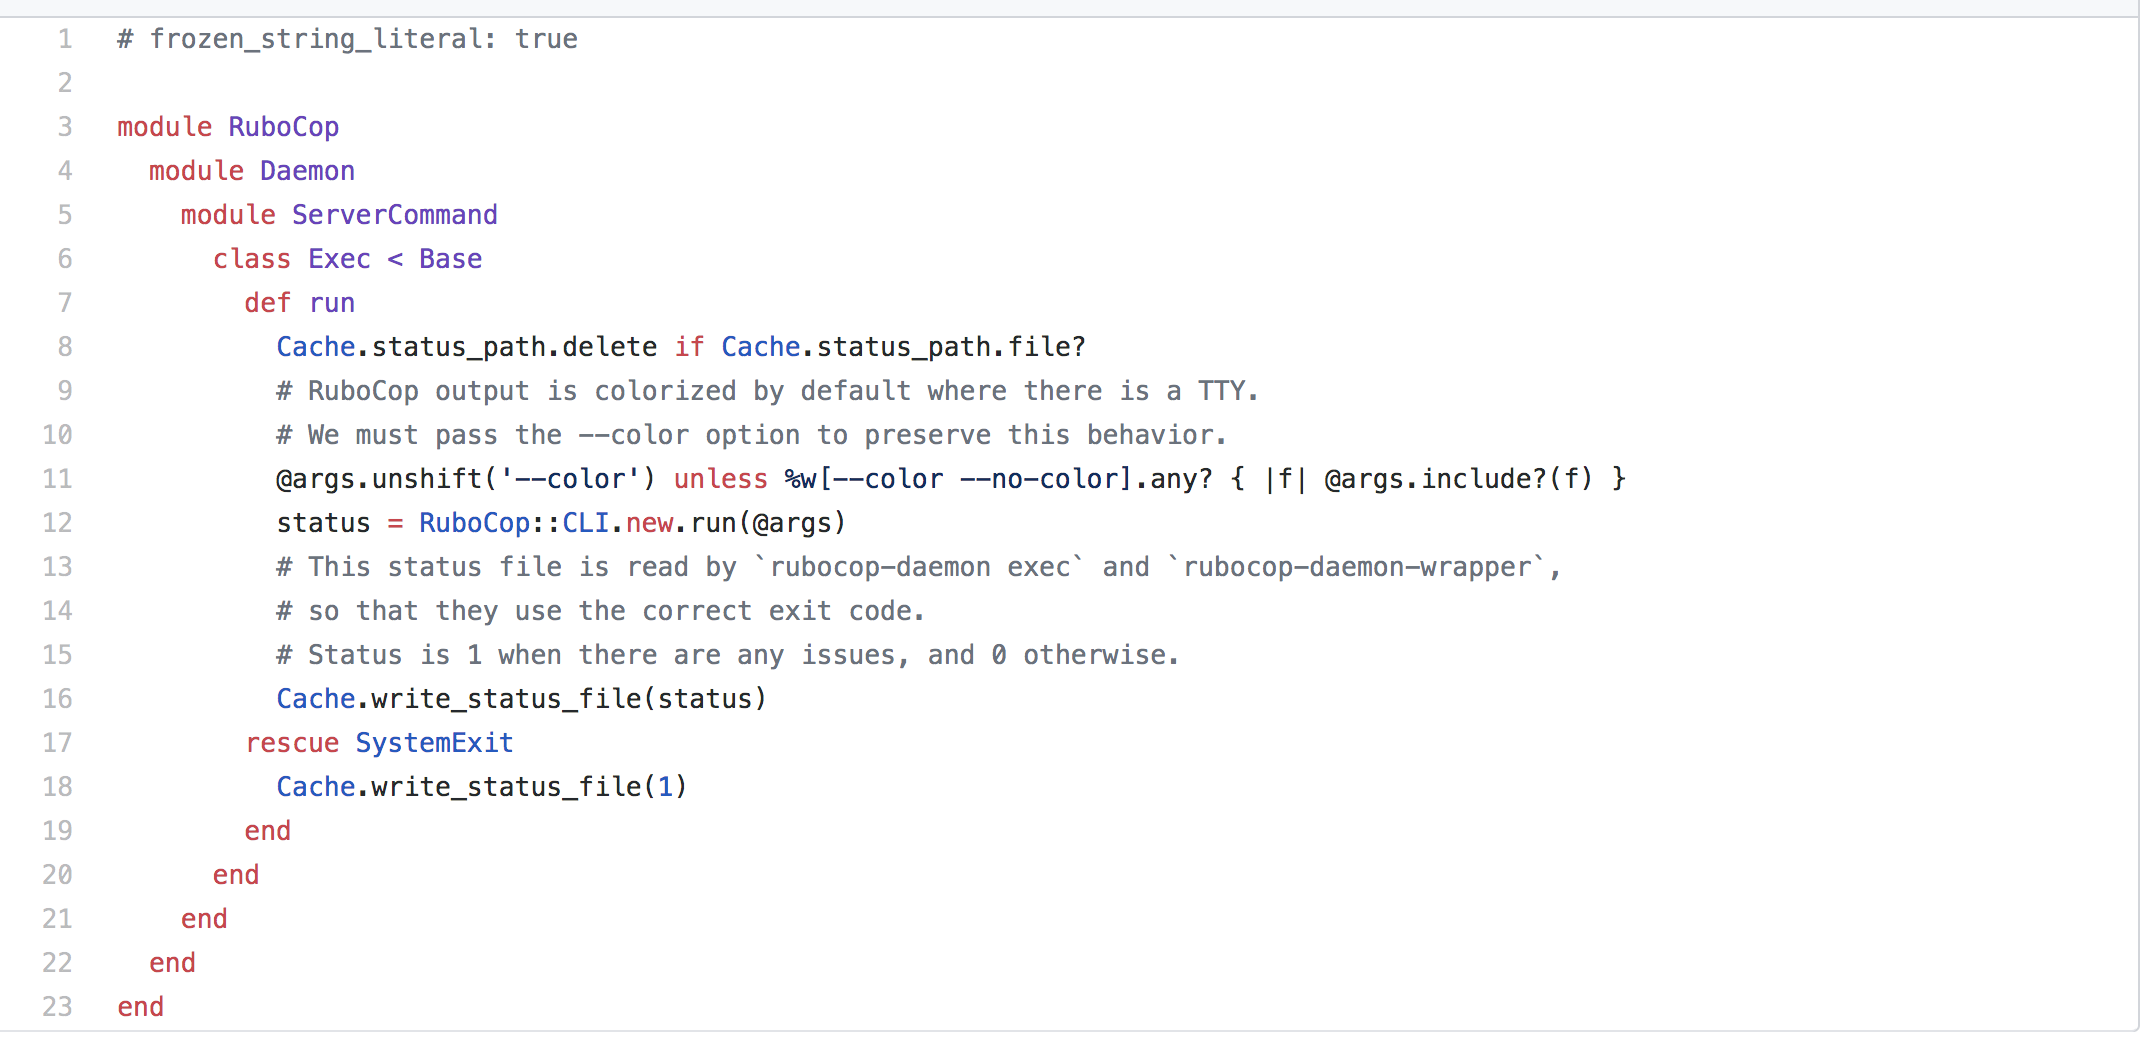 1 # frozen_string_literal: true
2
3 module RuboCop
4   module Daemon
5     module ServerCommand
6       class Exec < Base
7         def run
8           Cache.status_path.delete if Cache.status_path.file?
9           # RuboCop output is colorized by default where there is a TTY.
10           # We must pass the --color option to preserve this behavior.
11           @args.unshift('--color') unless %w[--color --no-color].any? { |f| @args.include?(f) }
12           status = RuboCop::CLI.new.run(@args)
13           # This status file is read by `rubocop-daemon exec` and `rubocop-daemon-wrapper`,
14           # so that they use the correct exit code.
15           # Status is 1 when there are any issues, and 0 otherwise.
16           Cache.write_status_file(status)
17         rescue SystemExit
18           Cache.write_status_file(1)
19         end
20       end
21     end
22   end
23 end